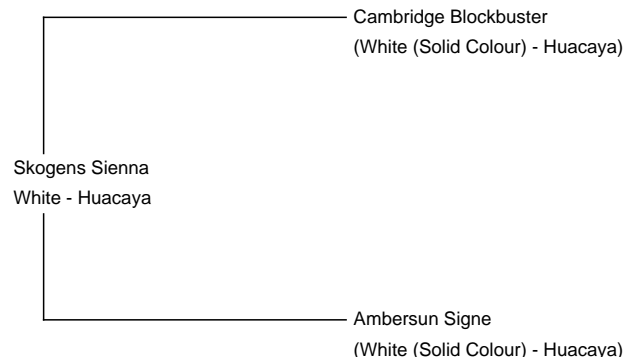 Cambridge Blockbuster
(White (Solid Colour) - Huacaya)
Skogens Sienna
White - Huacaya
Ambersun Signe
(White (Solid Colour) - Huacaya)